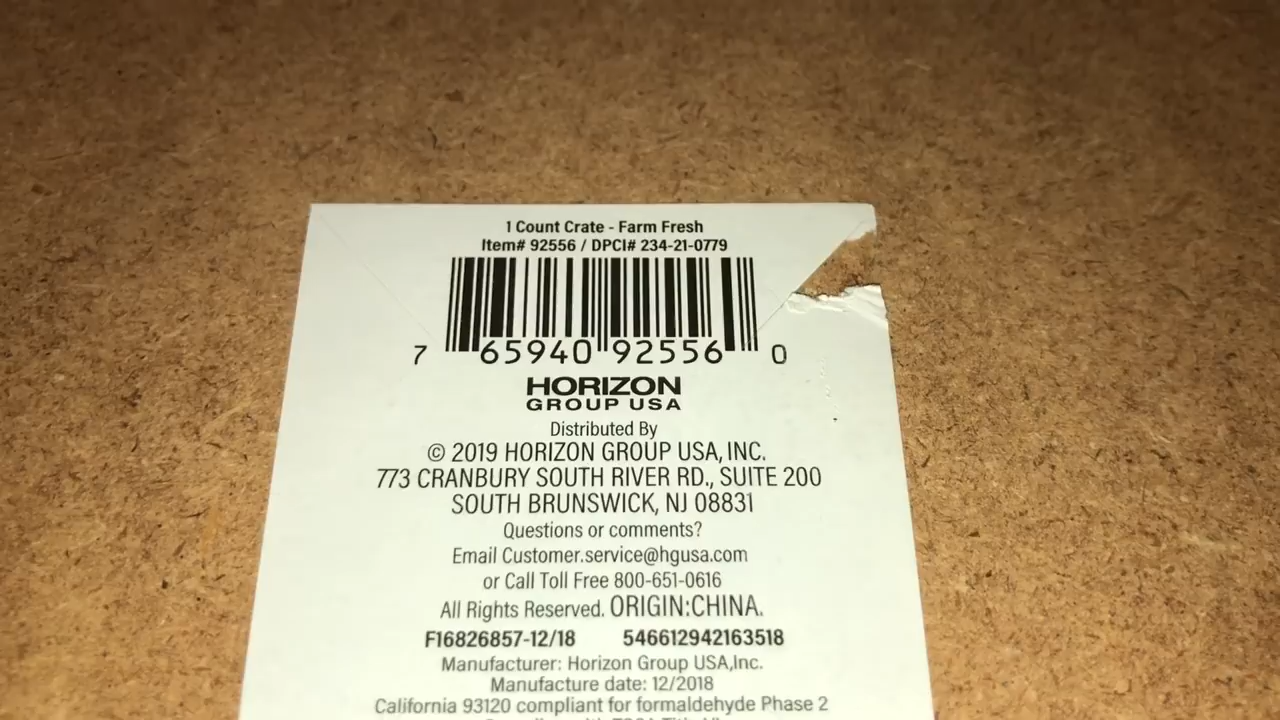 1 Count Crate - Farm Fresh
Item# 92556 / DPCI# 234-21-0779
7 65940 92556 0
HORIZON
GROUP USA
Distributed By
© 2019 HORIZON GROUP USA, INC.
773 CRANBURY SOUTH RIVER RD., SUITE 200
SOUTH BRUNSWICK, NJ 08831
Questions or comments?
Email Customer.service@hgusa.com
or Call Toll Free 800-651-0616
All Rights Reserved. ORIGIN:CHINA.
F16826857-12/18 546612942163518
Manufacturer: Horizon Group USA,Inc.
Manufacture date: 12/2018
California 93120 compliant for formaldehyde Phase 2